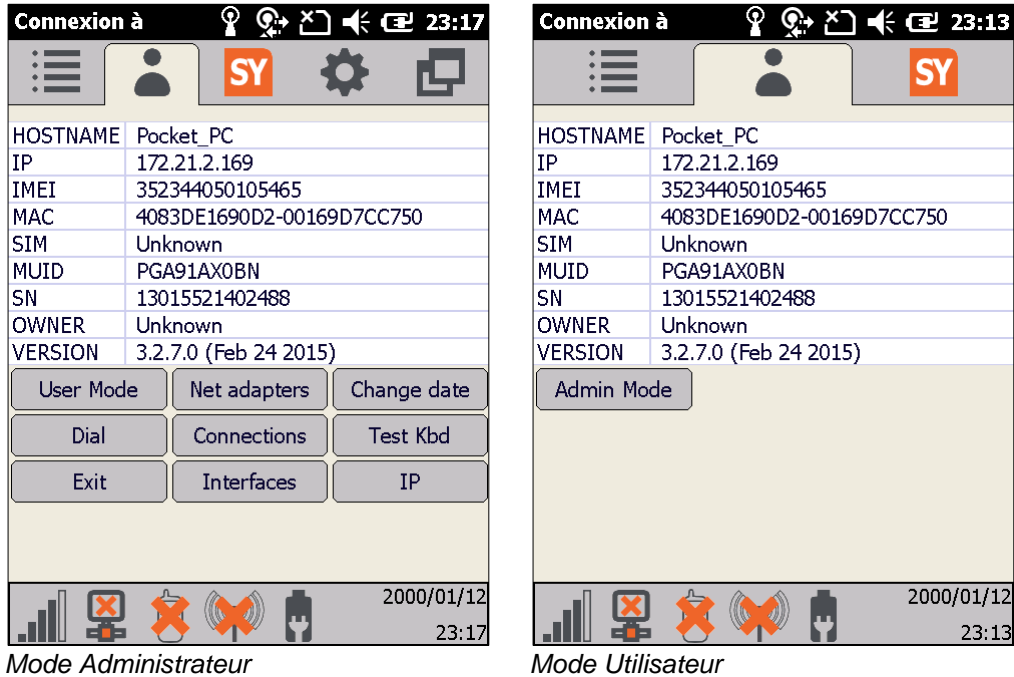 Connexion à 23:17
SY
HOSTNAME Pocket_PC
IP 172.21.2.169
IMEI 352344050105465
MAC 4083DE1690D2-00169D7CC750
SIM Unknown
MUID PGA91AX0BN
SN 13015521402488
OWNER Unknown
VERSION 3.2.7.0 (Feb 24 2015)
User Mode Net adapters Change date
Dial Connections Test Kbd
Exit Interfaces IP
2000/01/12
23:17
Mode Administrateur
Connexion à 23:13
SY
HOSTNAME Pocket_PC
IP 172.21.2.169
IMEI 352344050105465
MAC 4083DE1690D2-00169D7CC750
SIM Unknown
MUID PGA91AX0BN
SN 13015521402488
OWNER Unknown
VERSION 3.2.7.0 (Feb 24 2015)
Admin Mode
2000/01/12
23:13
Mode Utilisateur